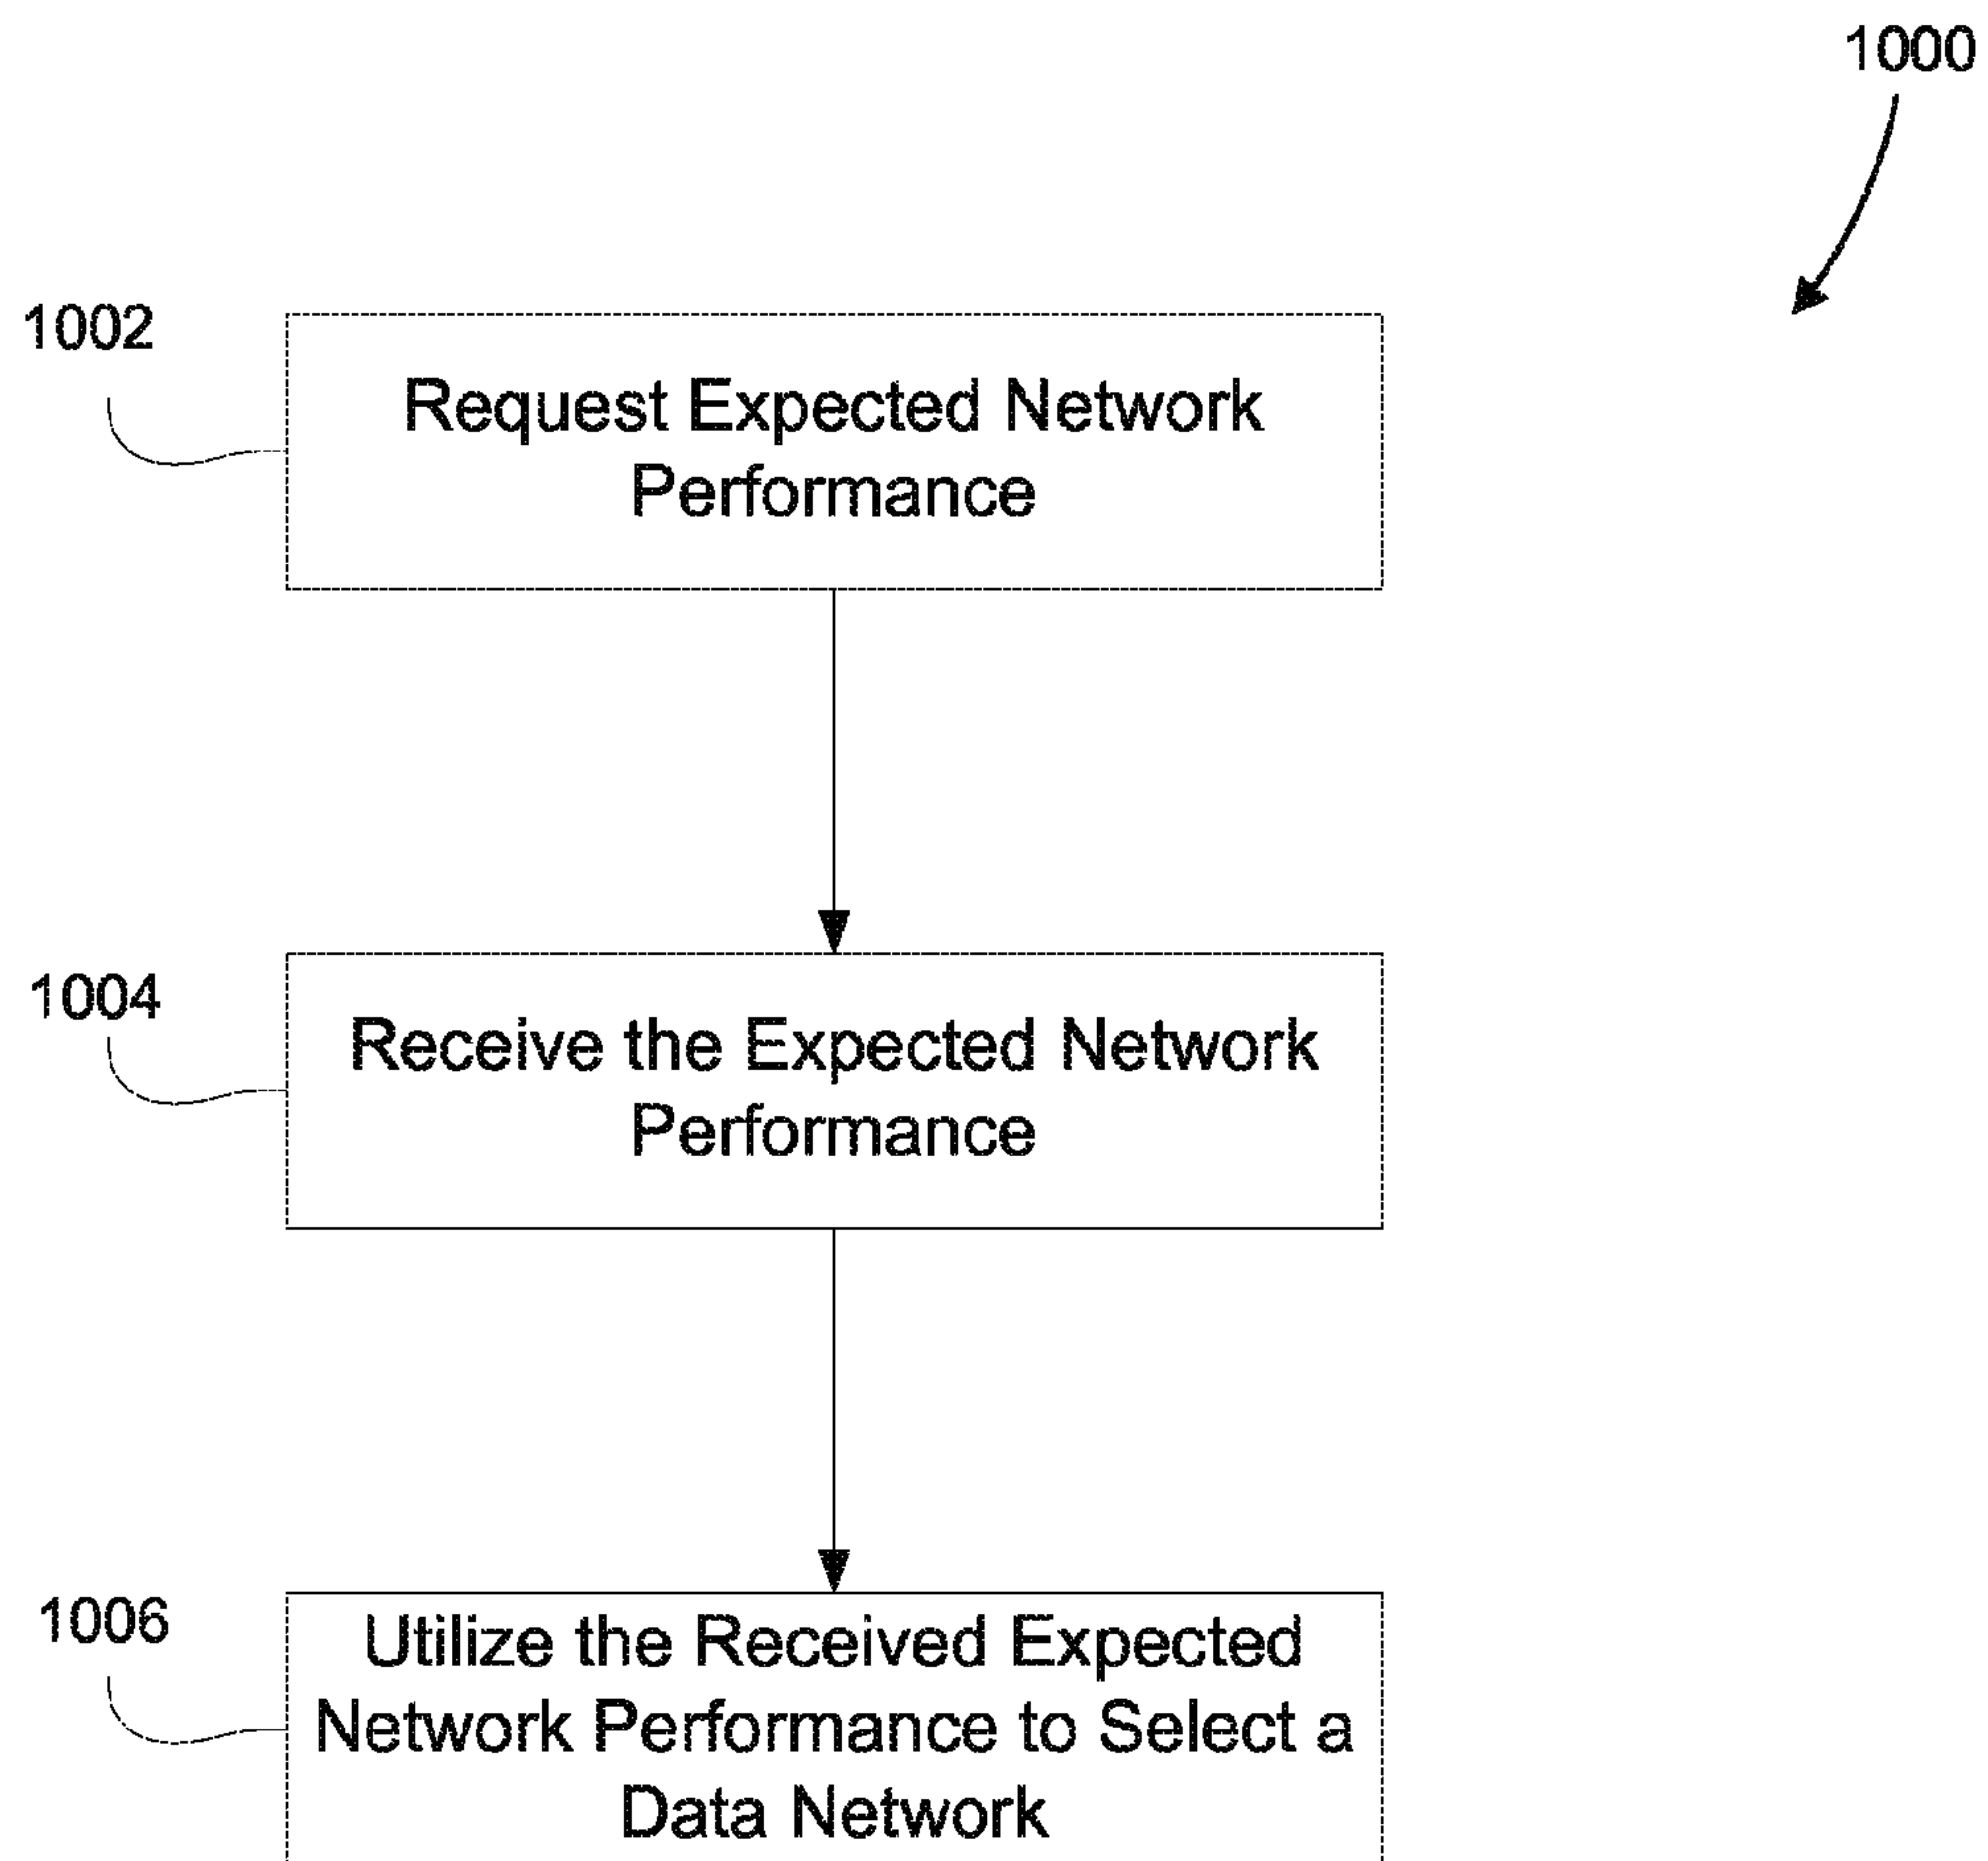 1000
1002
Request Expected Network
Performance
1004
Receive the Expected Network
Performance
1006
Utilize the Received Expected
Network Performance to Select a
Data Network